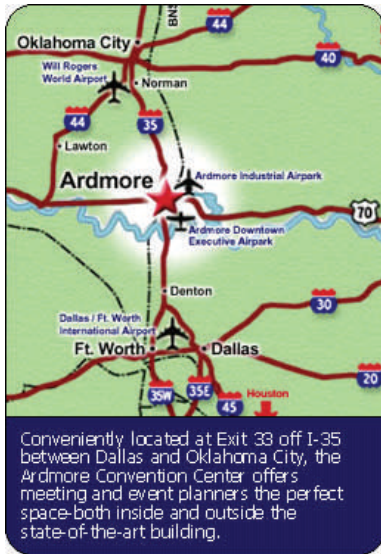 BNS
44
Oklahoma City
Will Rogers
World Airport
40
Norman
44
35
Lawton
Ardmore
Ardmore Industrial Airpark
70
Ardmore Downtown
Executive Airpark
Denton
30
Dallas / Ft. Worth
International Airport
Ft. Worth
Dallas
20
35W
35E
45
Houston
Conveniently located at Exit 33 off I-35
between Dallas and Oklahoma City, the
Ardmore Convention Center offers
meeting and event planners the perfect
space-both inside and outside the
state-of-the-art building.